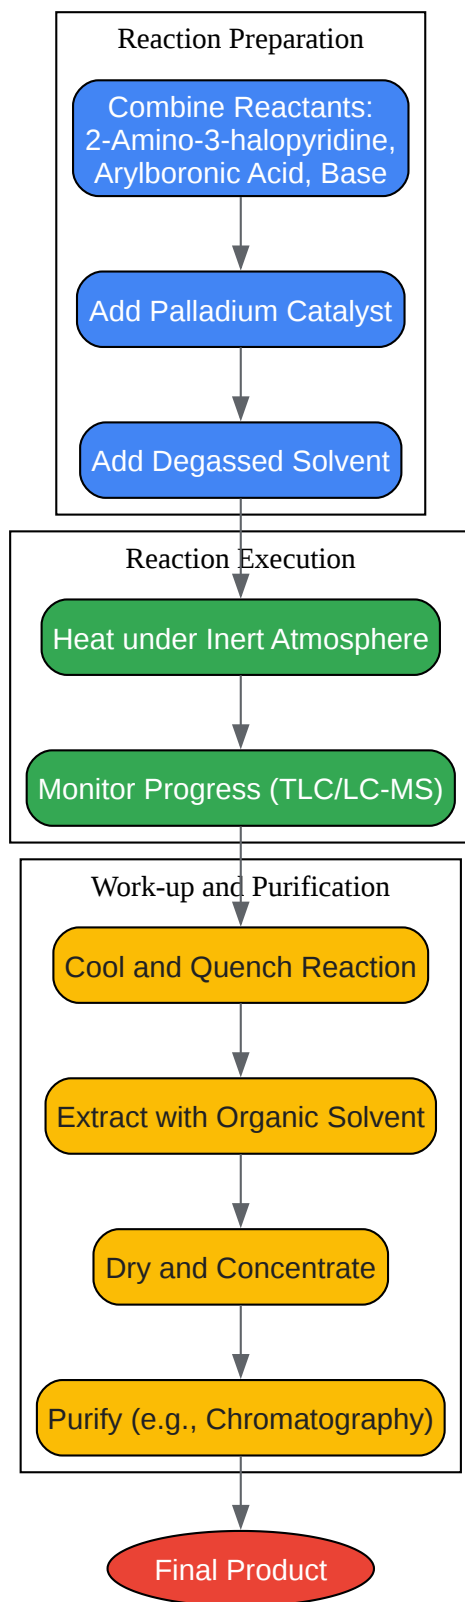 Reaction Preparation
Combine Reactants:
2-Amino-3-halopyridine,
Arylboronic Acid, Base
Add Palladium Catalyst
Add Degassed Solvent
Reaction Execution
Heat under Inert Atmosphere
Monitor Progress (TLC/LC-MS)
Work-up and Purification
Cool and Quench Reaction
Extract with Organic Solvent
Dry and Concentrate
Purify (e.g., Chromatography)
Final Product